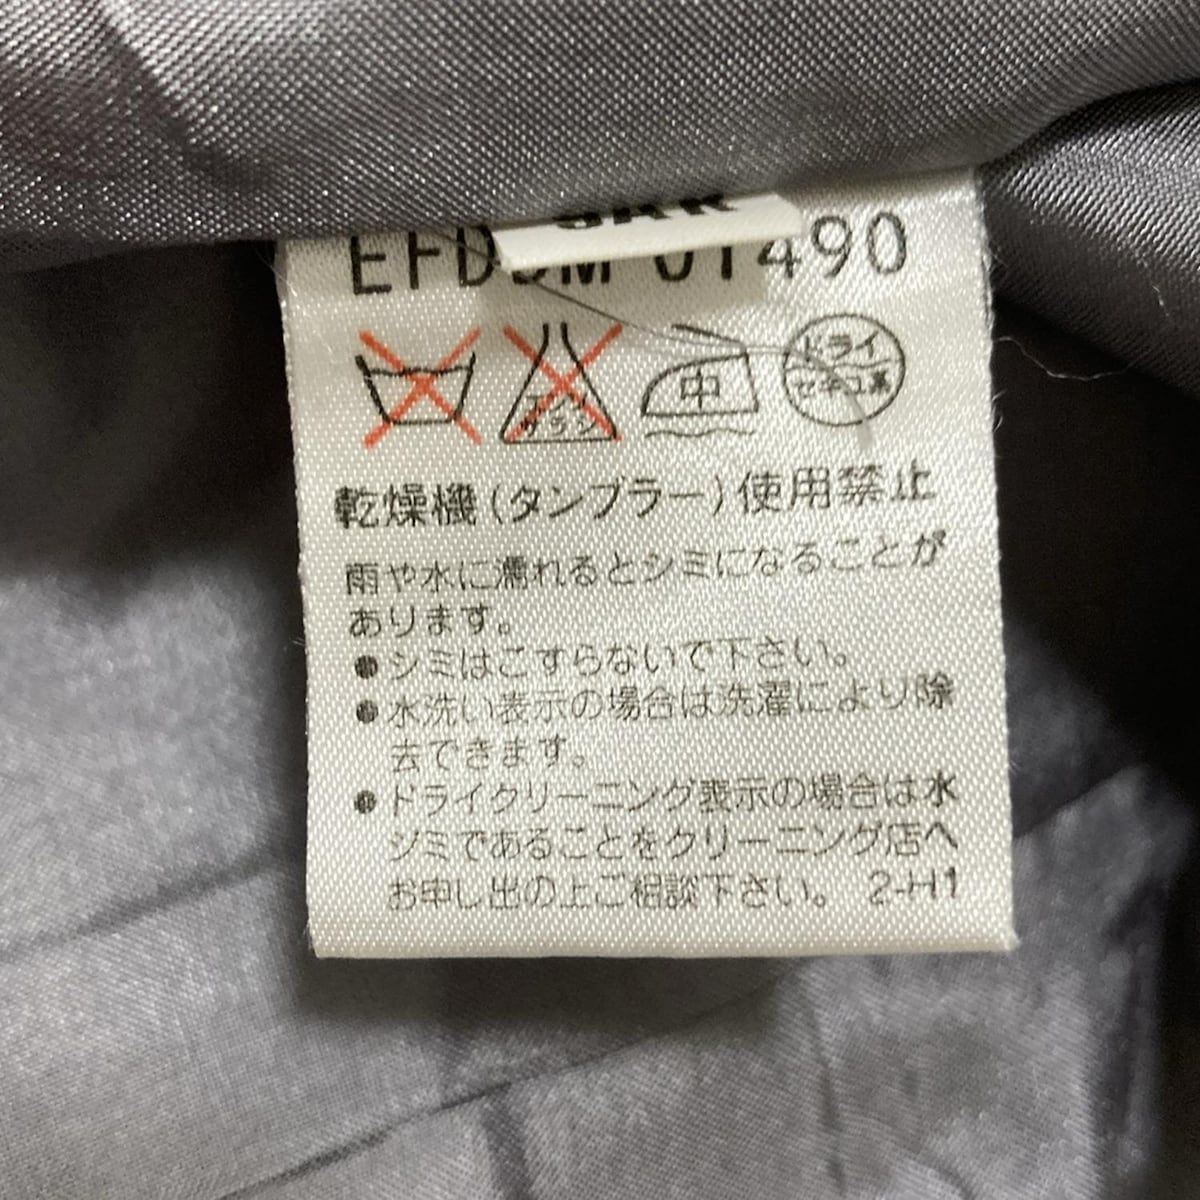 01490
中
ドライ
セキユ系
乾燥機(タンブラー)使用禁止
雨や水に濡れるとシミになることが
あります。
●シミはこすらないで下さい。
●水洗い表示の場合は洗濯により除
去できます。
●ドライクリーニング表示の場合は水
シミであることをクリーニング店へ
お申し出の上ご相談下さい。 2-H1